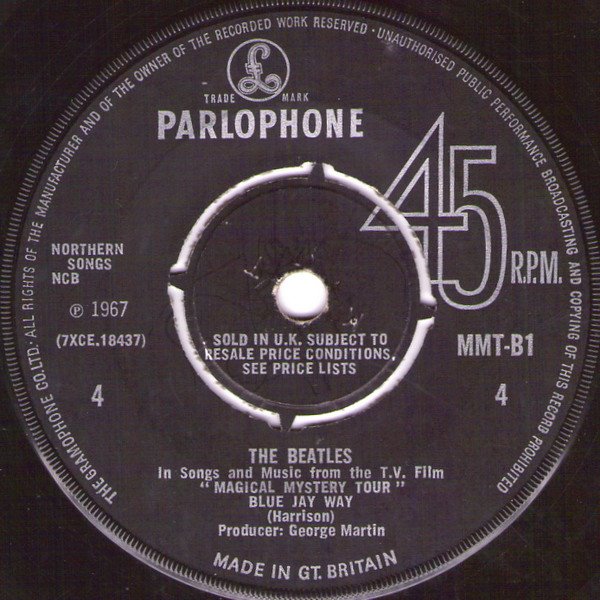 THE GRAMOPHONE CO. LTD. · ALL RIGHTS OF THE MANUFACTURER AND OF THE OWNER OF THE RECORDED WORK RESERVED · UNAUTHORISED PUBLIC PERFORMANCE BROADCASTING AND COPYING OF THIS RECORD PROHIBITED
£
TRADE MARK
PARLOPHONE
45
R.P.M.
NORTHERN
SONGS
NCB
℗ 1967
(7XCE.18437)
4
SOLD IN U.K. SUBJECT TO
RESALE PRICE CONDITIONS,
SEE PRICE LISTS
MMT-B1
4
THE BEATLES
In Songs and Music from the T.V. Film
"MAGICAL MYSTERY TOUR"
BLUE JAY WAY
(Harrison)
Producer: George Martin
MADE IN GT. BRITAIN